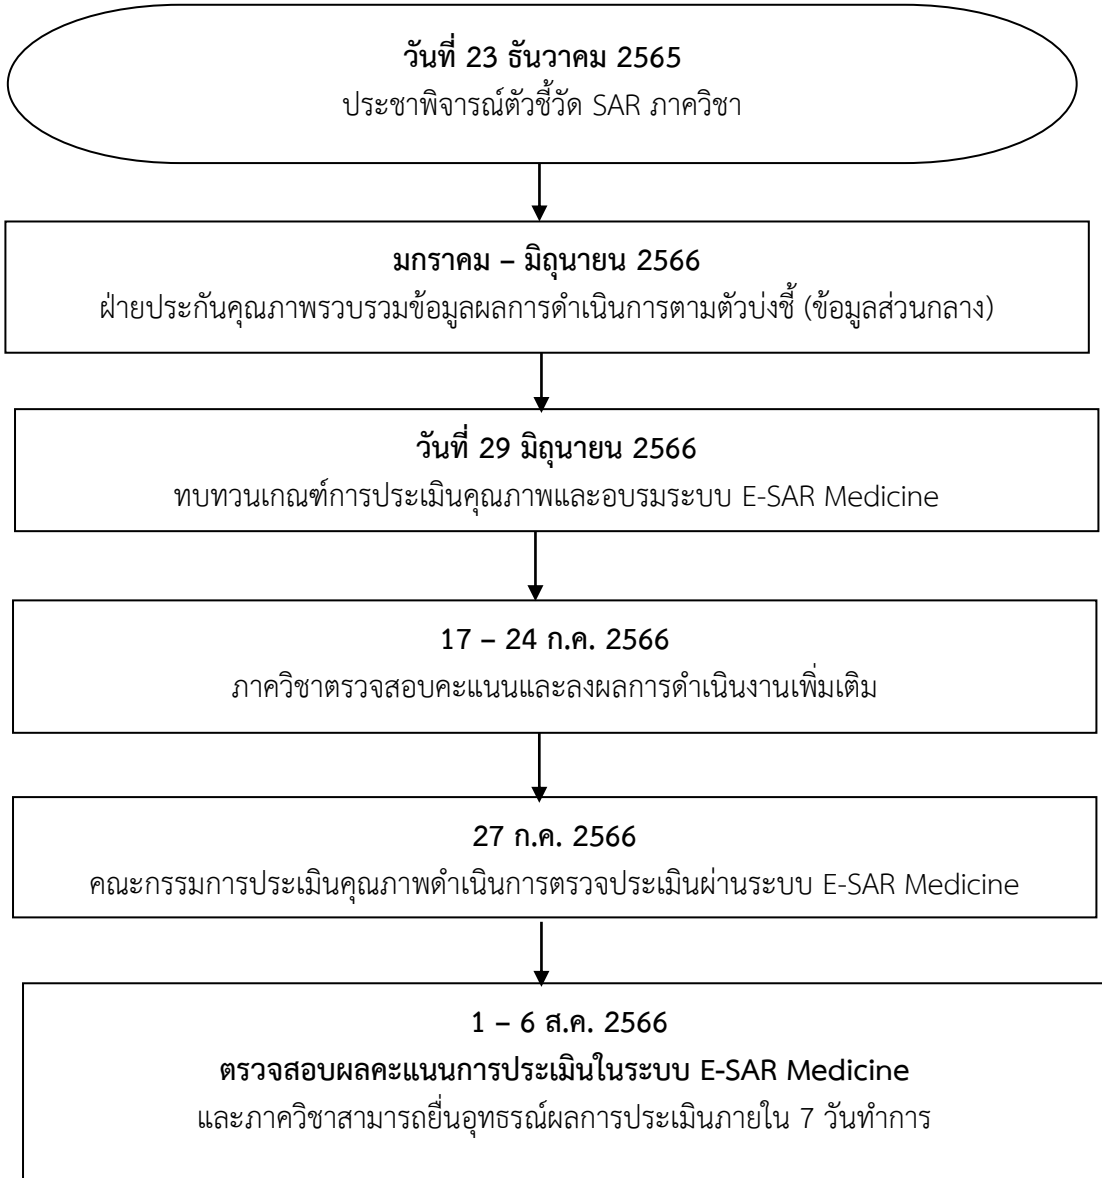 วันที่ 23 ธันวาคม 2565
ประชาพิจารณ์ตัวชี้วัด SAR ภาควิชา
มกราคม – มิถุนายน 2566
ฝ่ายประกันคุณภาพรวบรวมข้อมูลผลการดำเนินการตามตัวบ่งชี้ (ข้อมูลส่วนกลาง)
วันที่ 29 มิถุนายน 2566
ทบทวนเกณฑ์การประเมินคุณภาพและอบรมระบบ E-SAR Medicine
17 – 24 ก.ค. 2566
ภาควิชาตรวจสอบคะแนนและลงผลการดำเนินงานเพิ่มเติม
27 ก.ค. 2566
คณะกรรมการประเมินคุณภาพดำเนินการตรวจประเมินผ่านระบบ E-SAR Medicine
1 – 6 ส.ค. 2566
ตรวจสอบผลคะแนนการประเมินในระบบ E-SAR Medicine
และภาควิชาสามารถยื่นอุทธรณ์ผลการประเมินภายใน 7 วันทำการ